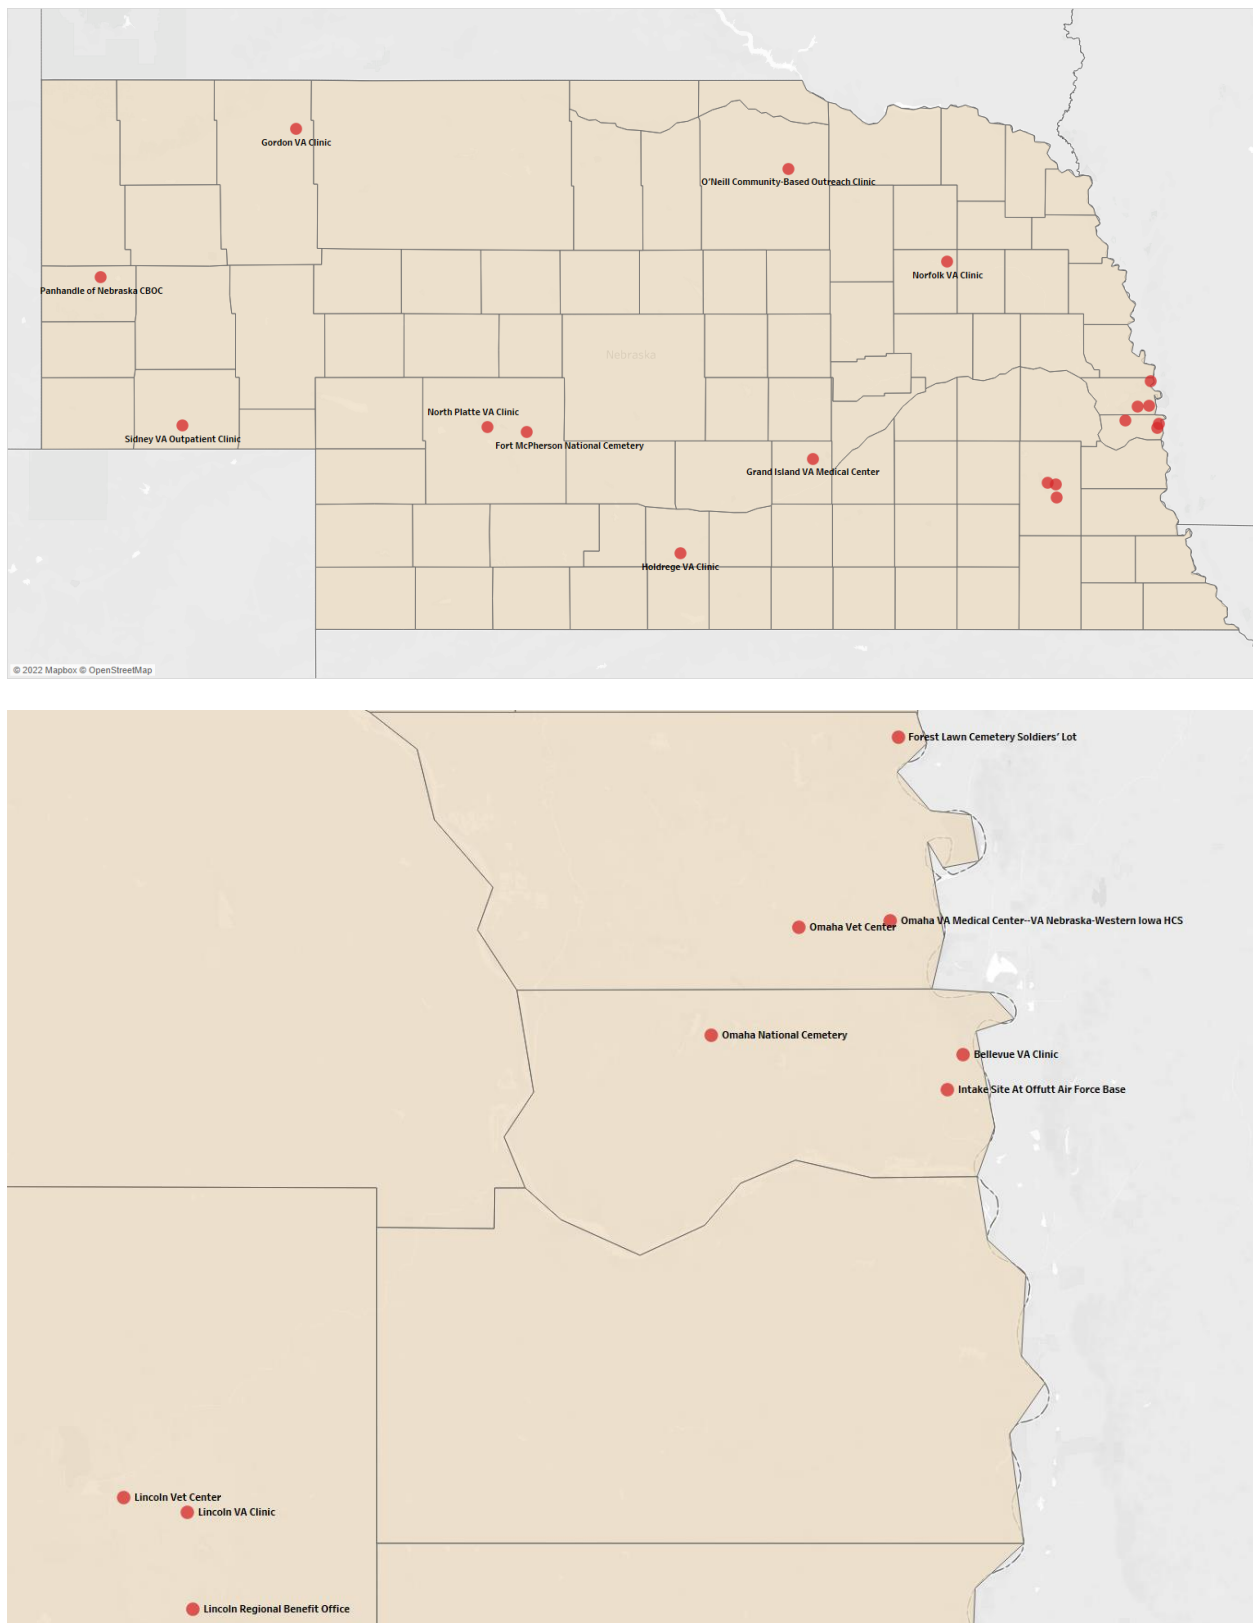 Gordon VA Clinic
O'Neill Community-Based Outreach Clinic
Norfolk VA Clinic
Panhandle of Nebraska CBOC
Nebraska
North Platte VA Clinic
Sidney VA Outpatient Clinic
Fort McPherson National Cemetery
Grand Island VA Medical Center
Holdrege VA Clinic
© 2022 Mapbox © OpenStreetMap
Forest Lawn Cemetery Soldiers' Lot
Omaha VA Medical Center--VA Nebraska-Western Iowa HCS
Omaha Vet Center
Omaha National Cemetery
Bellevue VA Clinic
Intake Site At Offutt Air Force Base
Lincoln Vet Center
Lincoln VA Clinic
Lincoln Regional Benefit Office